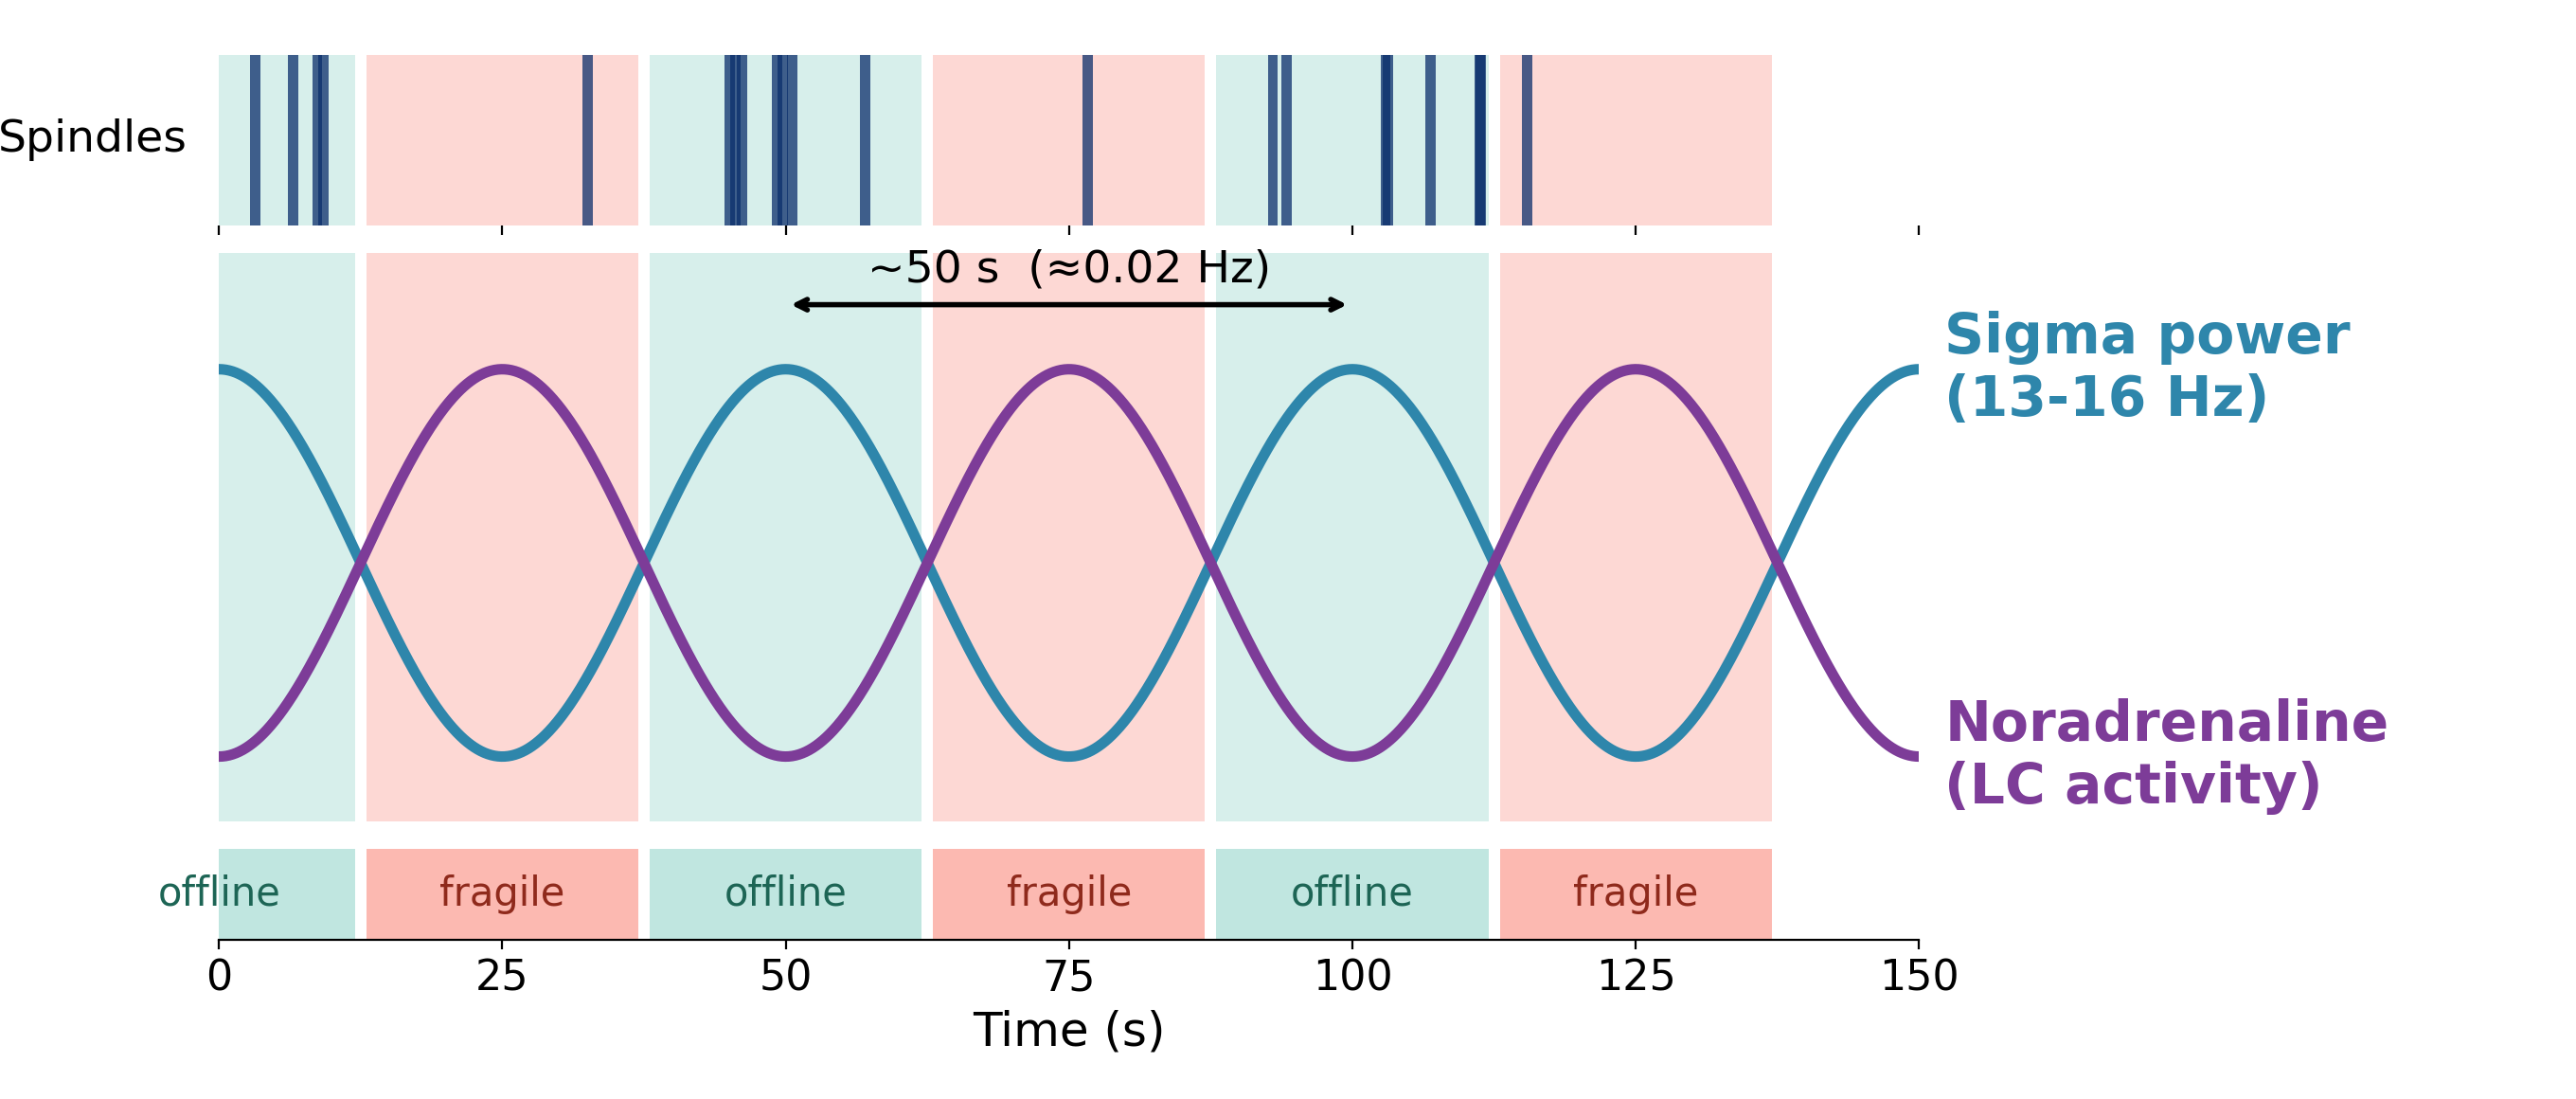 Spindles
~50 s (≈0.02 Hz)
Sigma power
(13-16 Hz)
Noradrenaline
(LC activity)
offline fragile offline fragile offline fragile
0 25 50 75 100 125 150
Time (s)